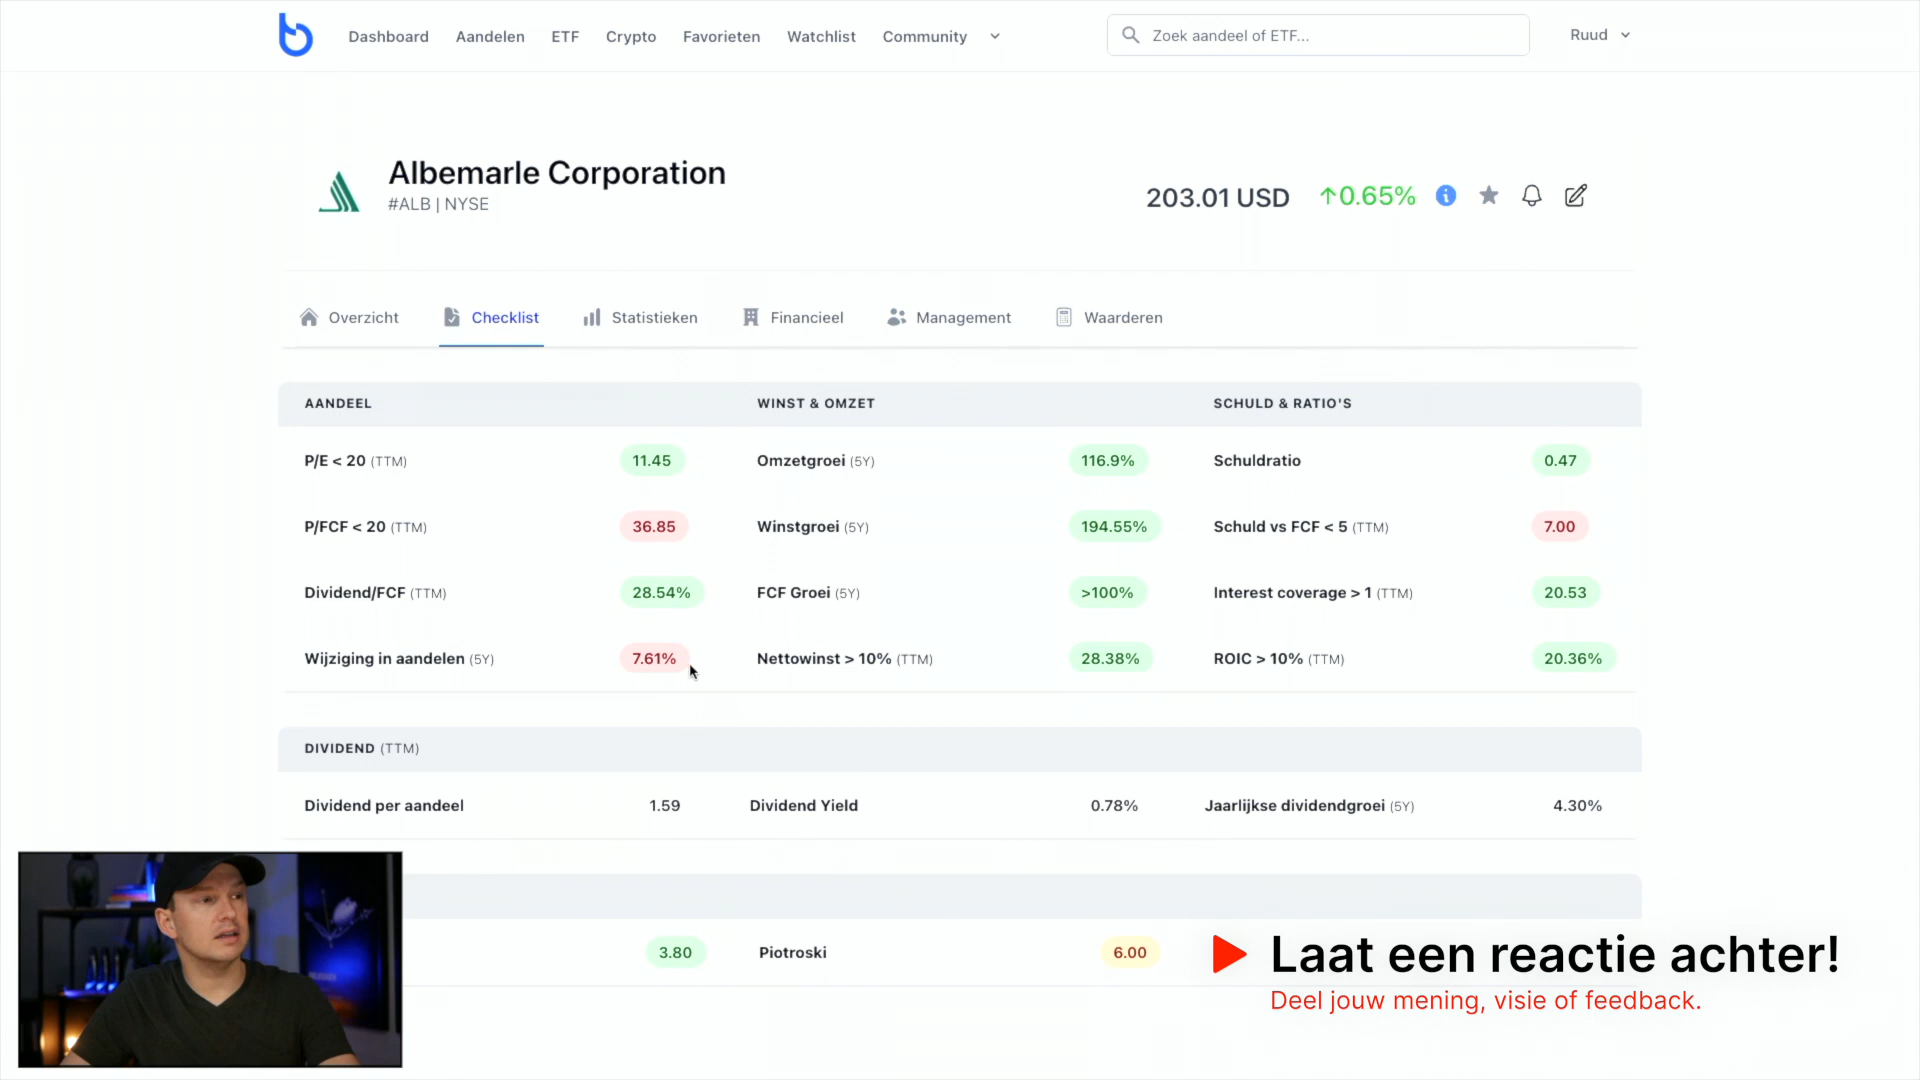 Dashboard Aandelen ETF Crypto Favorieten Watchlist Community Zoek aandeel of ETF... Ruud
Albemarle Corporation
#ALB | NYSE
203.01 USD ↑0.65%
Overzicht Checklist Statistieken Financieel Management Waarderen
AANDEEL WINST & OMZET SCHULD & RATIO'S
P/E < 20 (TTM) 11.45 Omzetgroei (5Y) 116.9% Schuldratio 0.47
P/FCF < 20 (TTM) 36.85 Winstgroei (5Y) 194.55% Schuld vs FCF < 5 (TTM) 7.00
Dividend/FCF (TTM) 28.54% FCF Groei (5Y) >100% Interest coverage > 1 (TTM) 20.53
Wijziging in aandelen (5Y) 7.61% Nettowinst > 10% (TTM) 28.38% ROIC > 10% (TTM) 20.36%
DIVIDEND (TTM)
Dividend per aandeel 1.59 Dividend Yield 0.78% Jaarlijkse dividendgroei (5Y) 4.30%
3.80 Piotroski 6.00
Laat een reactie achter!
Deel jouw mening, visie of feedback.